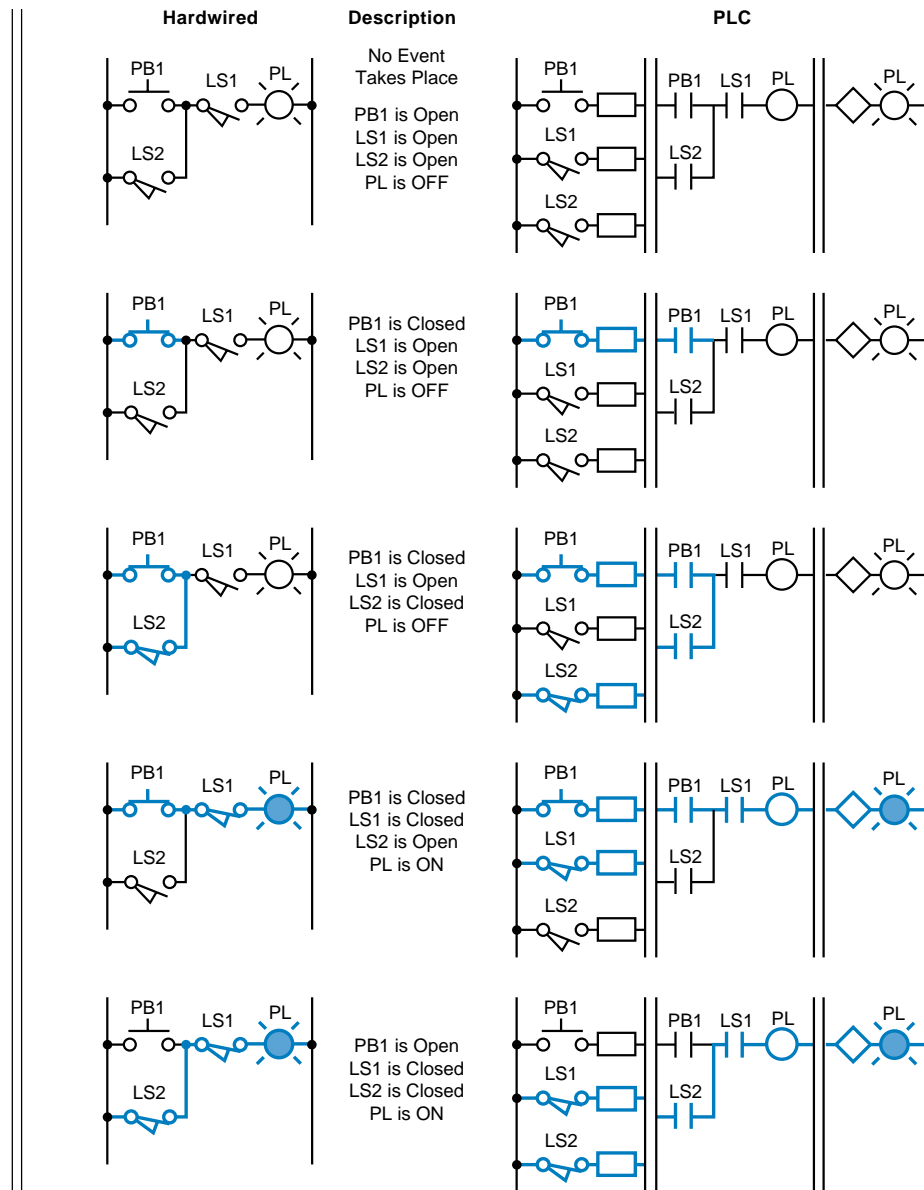 Hardwired Description PLC
No Event
Takes Place
PB1 LS1 PL
LS2
PB1 is Open
LS1 is Open
LS2 is Open
PL is OFF
PB1 PB1 LS1 PL PL
LS1
LS2
LS2
PB1 LS1 PL
LS2
PB1 is Closed
LS1 is Open
LS2 is Open
PL is OFF
PB1 PB1 LS1 PL PL
LS1
LS2
LS2
PB1 LS1 PL
LS2
PB1 is Closed
LS1 is Open
LS2 is Closed
PL is OFF
PB1 PB1 LS1 PL PL
LS1
LS2
LS2
PB1 LS1 PL
LS2
PB1 is Closed
LS1 is Closed
LS2 is Open
PL is ON
PB1 PB1 LS1 PL PL
LS1
LS2
LS2
PB1 LS1 PL
LS2
PB1 is Open
LS1 is Closed
LS2 is Closed
PL is ON
PB1 PB1 LS1 PL PL
LS1
LS2
LS2